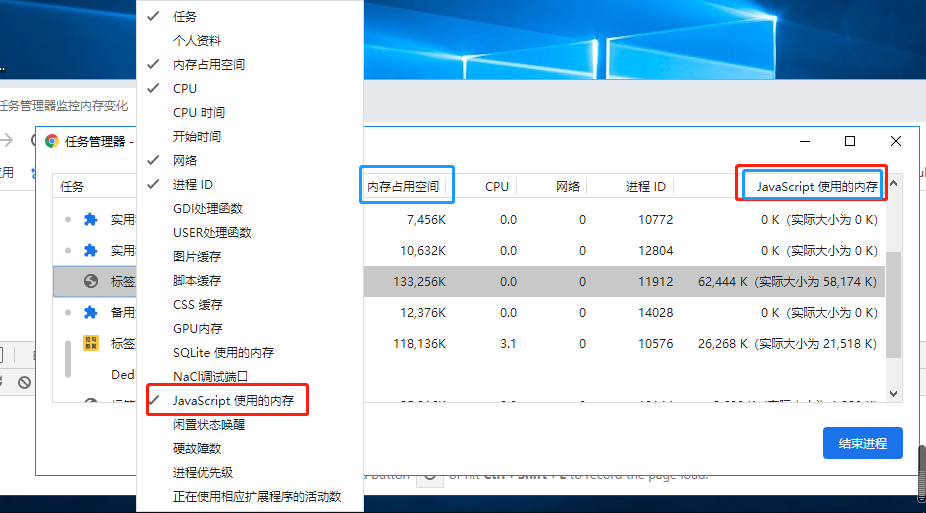 任务
个人资料
内存占用空间
CPU
CPU 时间
开始时间
网络
进程 ID
GDI处理函数
USER处理函数
图片缓存
脚本缓存
CSS 缓存
GPU内存
SQLite 使用的内存
NaCl调试端口
JavaScript 使用的内存
闲置状态唤醒
硬故障数
进程优先级
正在使用相应扩展程序的活动数
任务管理器监控内存变化
任务管理器 -
任务 内存占用空间 CPU 网络 进程 ID JavaScript 使用的内存
实用 7,456K 0.0 0 10772 0 K（实际大小为 0 K）
实用 10,632K 0.0 0 12804 0 K（实际大小为 0 K）
标签 133,256K 0.0 0 11912 62,444 K（实际大小为 58,174 K）
备用 12,376K 0.0 0 14028 0 K（实际大小为 0 K）
标签 118,136K 3.1 0 10576 26,268 K（实际大小为 21,518 K）
Ded
结束进程
button or hit Ctrl + Shift + E to record the page load.